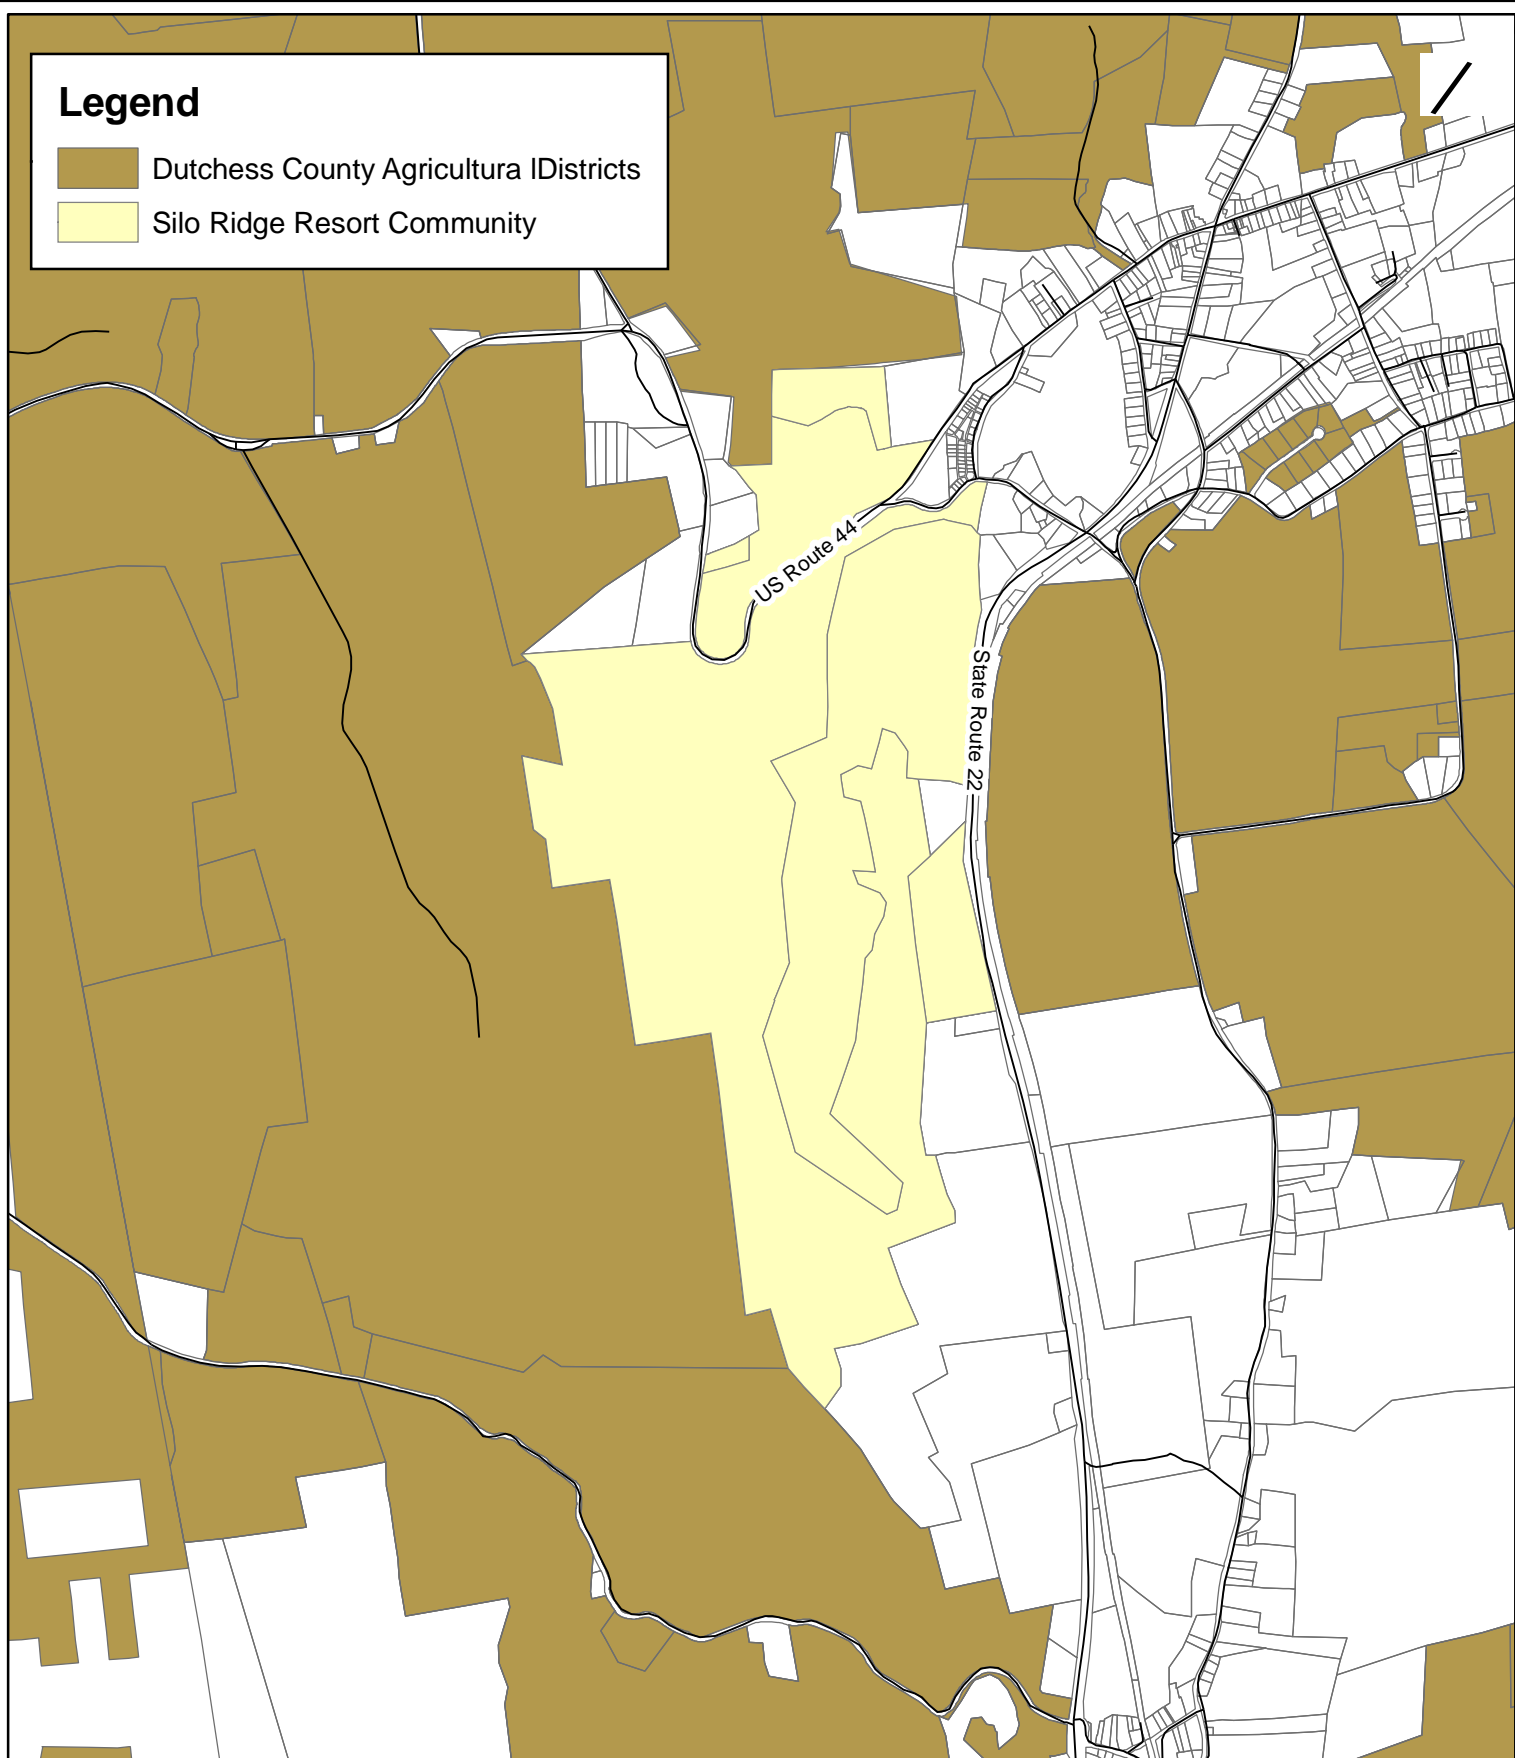 Legend
Dutchess County Agricultura lDistricts
Silo Ridge Resort Community
US Route 44
State Route 22